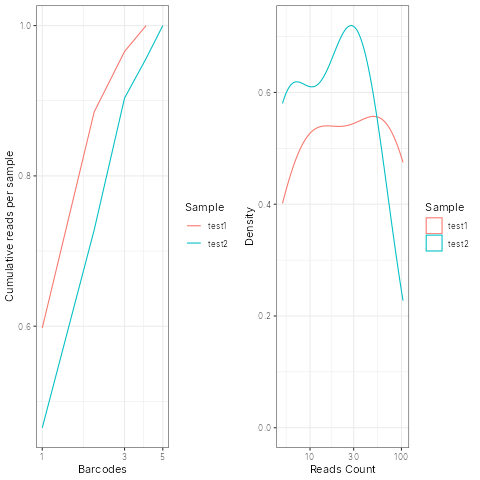 Cumulative reads per sample
1.0
0.8
0.6
1
3
5
Barcodes
Sample
test1
test2
Density
0.6
0.4
0.2
0.0
10
30
100
Reads Count
Sample
test1
test2